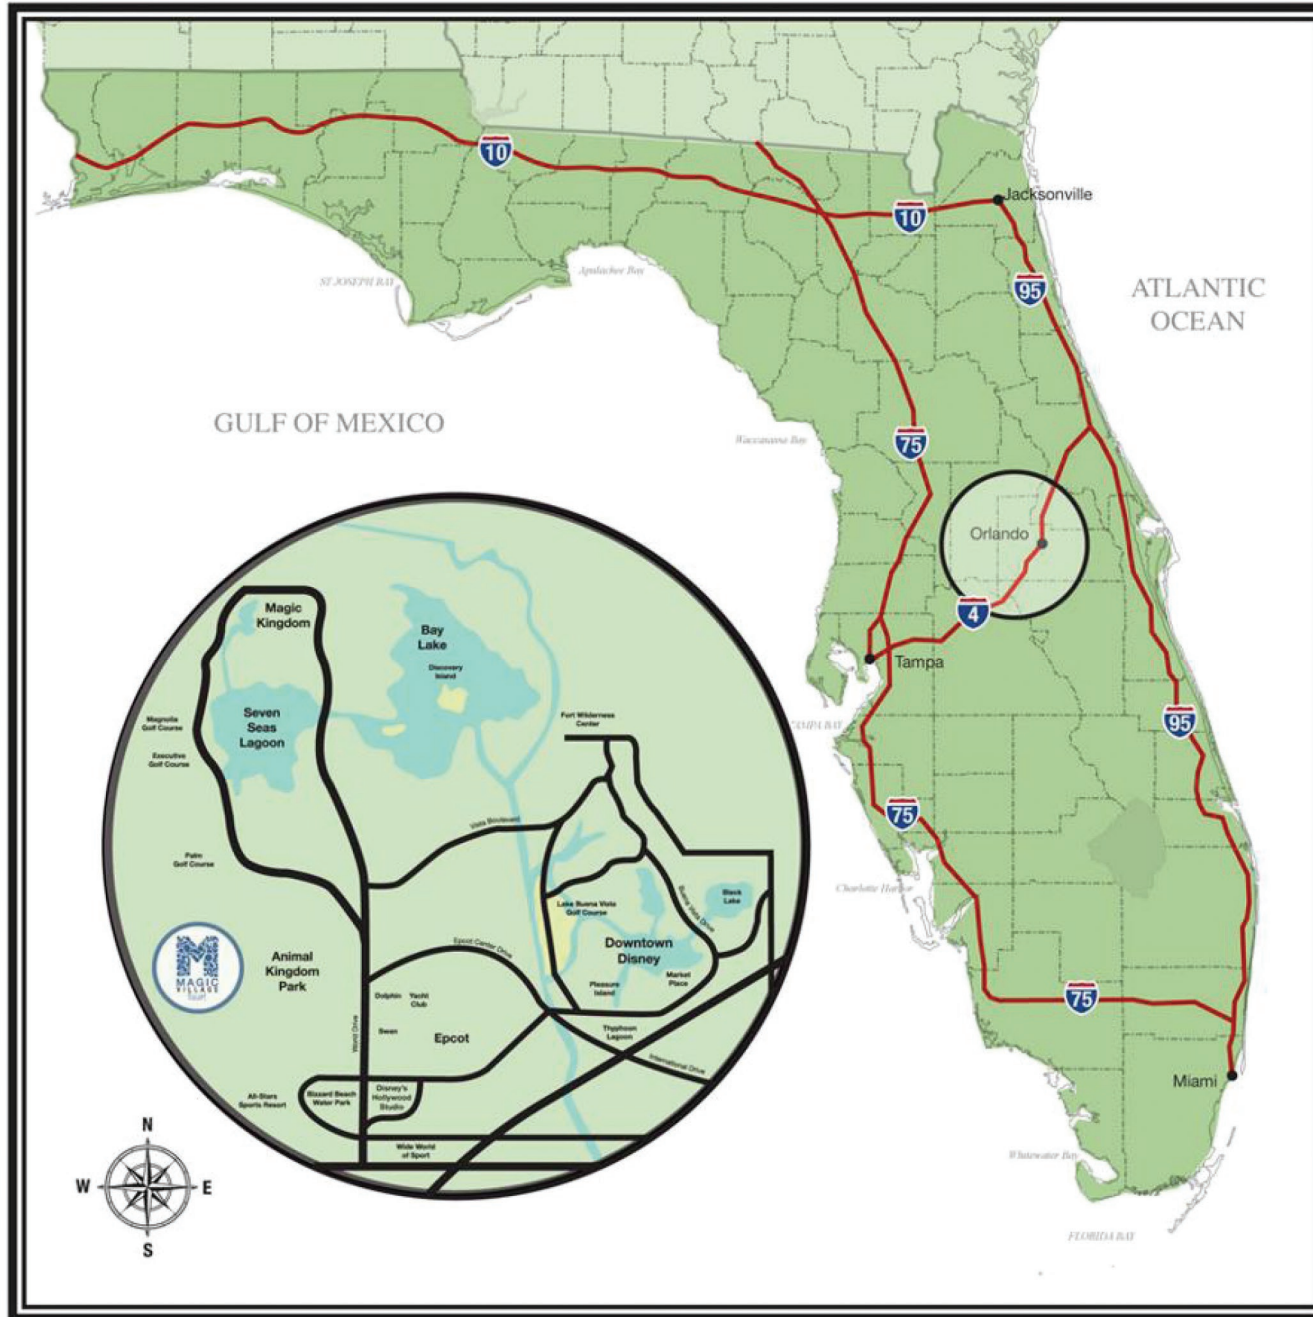 10
10
Jacksonville
95
ST JOSEPH BAY
Apalachee Bay
ATLANTIC
OCEAN
GULF OF MEXICO
75
Orlando
4
Tampa
TAMPA BAY
95
75
Charlotte Harbor
75
Miami
Whitewater Bay
FLORIDA BAY
Magic
Kingdom
Bay
Lake
Discovery
Island
Seven
Seas
Lagoon
Magnolia
Golf Course
Executive
Golf Course
Fort Wilderness
Center
Vista Boulevard
Palm
Golf Course
Lake Buena Vista
Golf Course
Buena Vista Drive
Black
Lake
Downtown
Disney
Market
Place
Pleasure
Island
Epcot Center Drive
M
MAGIC
VILLAGE
Animal
Kingdom
Park
Dolphin
Yacht
Club
Swan
Epcot
World Drive
Thyphoon
Lagoon
International Drive
All-Stars
Sports Resort
Blizzard Beach
Water Park
Disney's
Hollywood
Studio
Wide World
of Sport
N
W
E
S